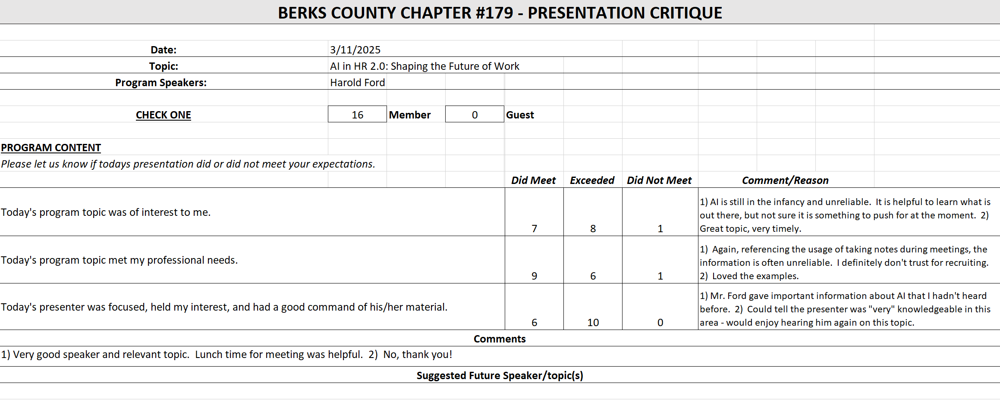 BERKS COUNTY CHAPTER #179 - PRESENTATION CRITIQUE
Date: 3/11/2025
Topic: AI in HR 2.0: Shaping the Future of Work
Program Speakers: Harold Ford
CHECK ONE 16 Member 0 Guest
PROGRAM CONTENT
Please let us know if todays presentation did or did not meet your expectations.
Did Meet Exceeded Did Not Meet Comment/Reason
Today's program topic was of interest to me. 7 8 1
1) AI is still in the infancy and unreliable. It is helpful to learn what is
out there, but not sure it is something to push for at the moment. 2)
Great topic, very timely.
Today's program topic met my professional needs. 9 6 1
1) Again, referencing the usage of taking notes during meetings, the
information is often unreliable. I definitely don't trust for recruiting.
2) Loved the examples.
Today's presenter was focused, held my interest, and had a good command of his/her material. 6 10 0
1) Mr. Ford gave important information about AI that I hadn't heard
before. 2) Could tell the presenter was "very" knowledgeable in this
area - would enjoy hearing him again on this topic.
Comments
1) Very good speaker and relevant topic. Lunch time for meeting was helpful. 2) No, thank you!
Suggested Future Speaker/topic(s)